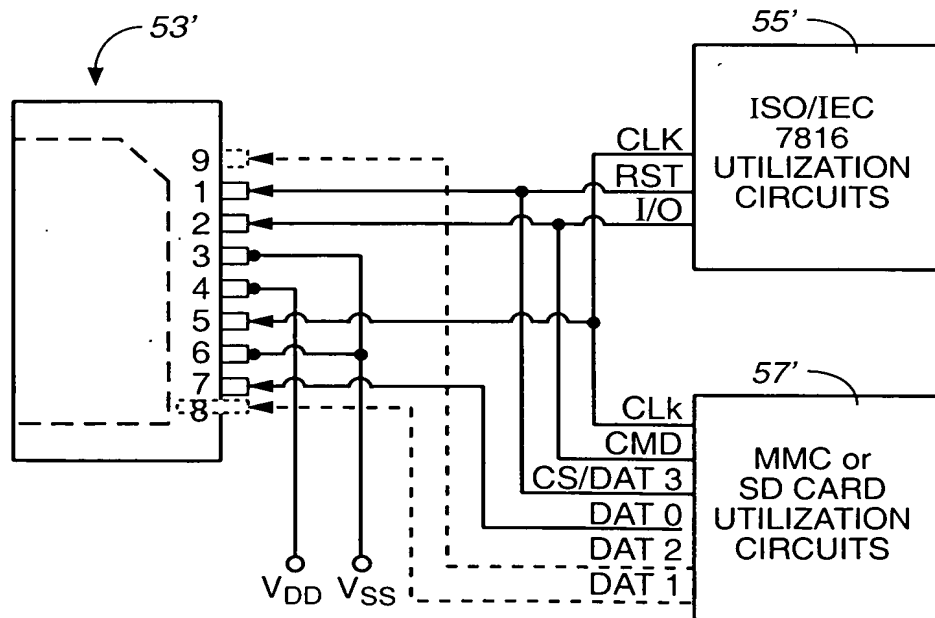 53'
55'
ISO/IEC
7816
UTILIZATION
CIRCUITS
CLK
RST
I/O
9
1
2
3
4
5
6
7
8
57'
MMC or
SD CARD
UTILIZATION
CIRCUITS
CLk
CMD
CS/DAT 3
DAT 0
DAT 2
DAT 1
VDD
VSS